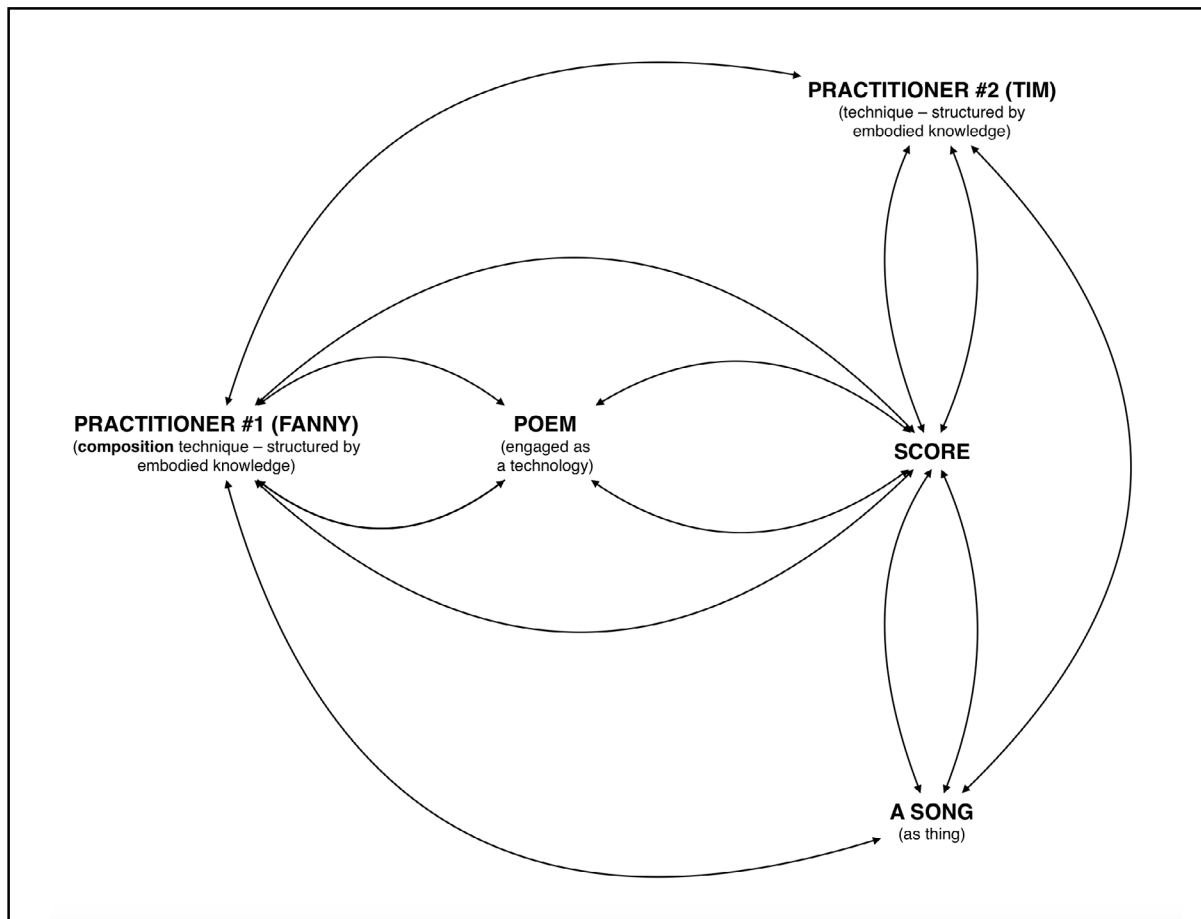 PRACTITIONER #2 (TIM)
(technique – structured by
embodied knowledge)
PRACTITIONER #1 (FANNY)
(composition technique – structured by
embodied knowledge)
POEM
(engaged as
a technology)
SCORE
A SONG
(as thing)